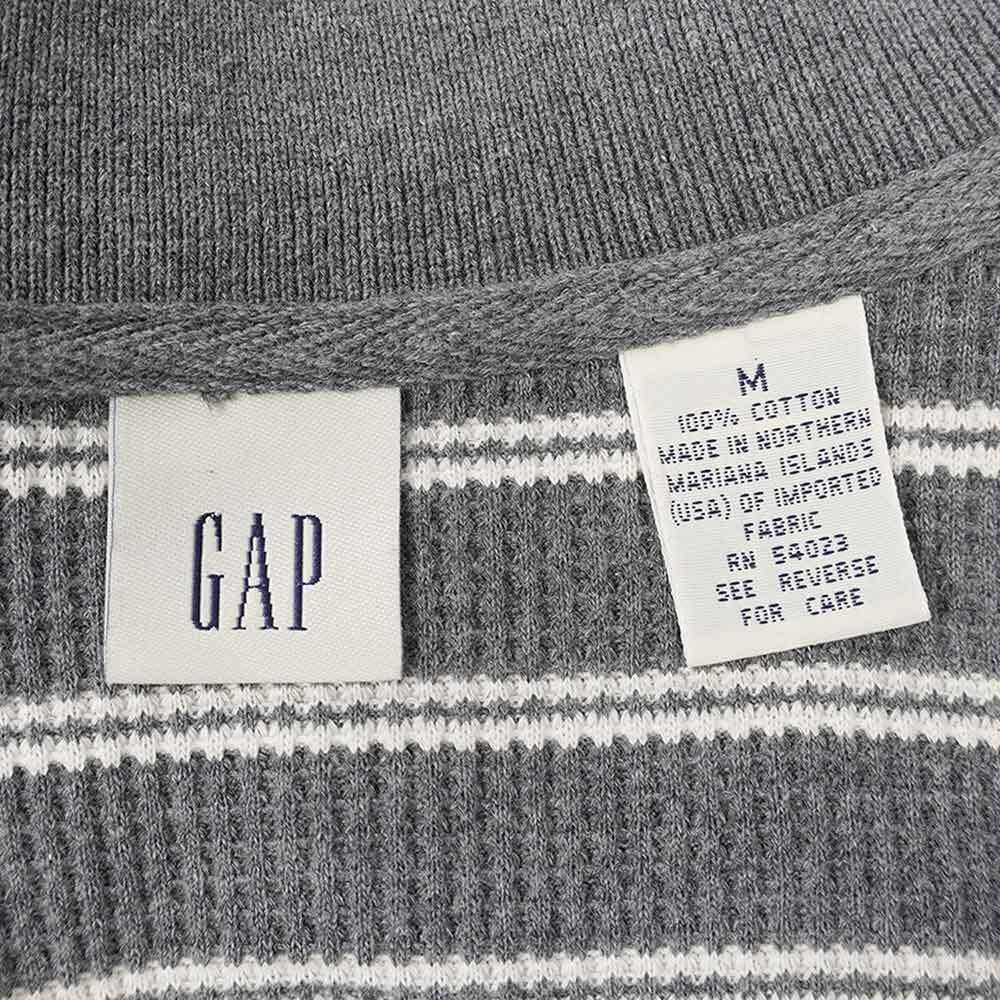 GAP
M
100% COTTON
MADE IN NORTHERN
MARIANA ISLANDS
(USA) OF IMPORTED
FABRIC
RN 54023
SEE REVERSE
FOR CARE